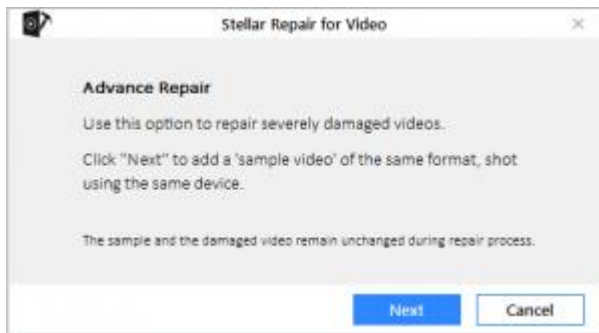 Stellar Repair for Video
Advance Repair
Use this option to repair severely damaged videos.
Click "Next" to add a 'sample video' of the same format, shot
using the same device.
The sample and the damaged video remain unchanged during repair process.
Next Cancel